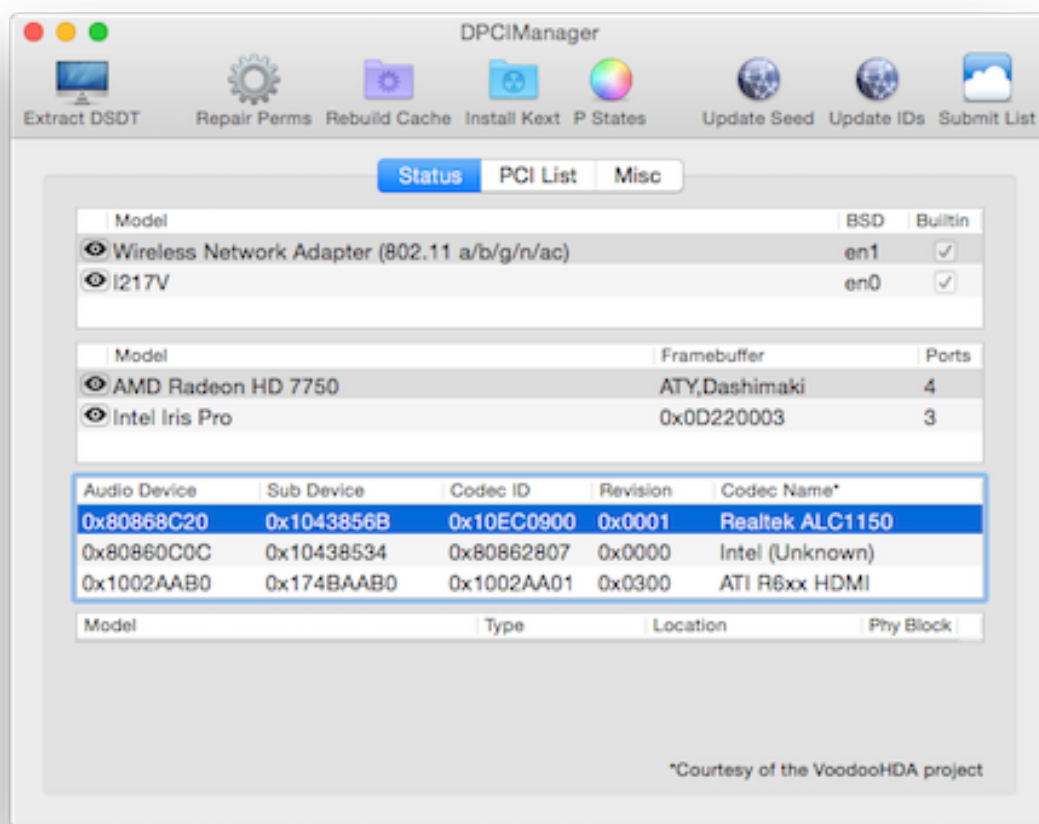 DPCIManager
Extract DSDT Repair Perms Rebuild Cache Install Kext P States Update Seed Update IDs Submit List
Status PCI List Misc
Model BSD Builtin
Wireless Network Adapter (802.11 a/b/g/n/ac) en1
I217V en0
Model Framebuffer Ports
AMD Radeon HD 7750 ATY,Dashimaki 4
Intel Iris Pro 0x0D220003 3
Audio Device Sub Device Codec ID Revision Codec Name*
0x80868C20 0x1043856B 0x10EC0900 0x0001 Realtek ALC1150
0x80860C0C 0x10438534 0x80862807 0x0000 Intel (Unknown)
0x1002AAB0 0x174BAAB0 0x1002AA01 0x0300 ATI R6xx HDMI
Model Type Location Phy Block
*Courtesy of the VoodooHDA project